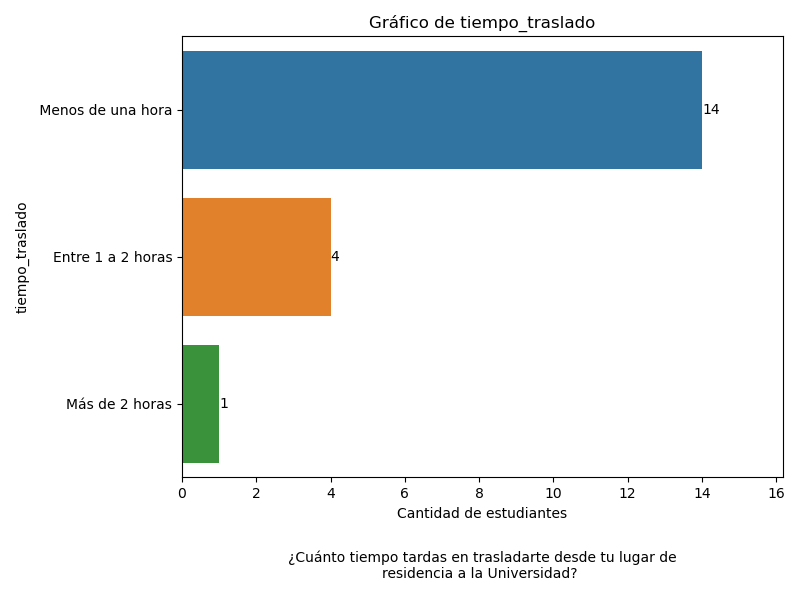 Gráfico de tiempo_traslado
tiempo_traslado
Menos de una hora
14
Entre 1 a 2 horas
4
Más de 2 horas
1
0 2 4 6 8 10 12 14 16
Cantidad de estudiantes
¿Cuánto tiempo tardas en trasladarte desde tu lugar de
residencia a la Universidad?